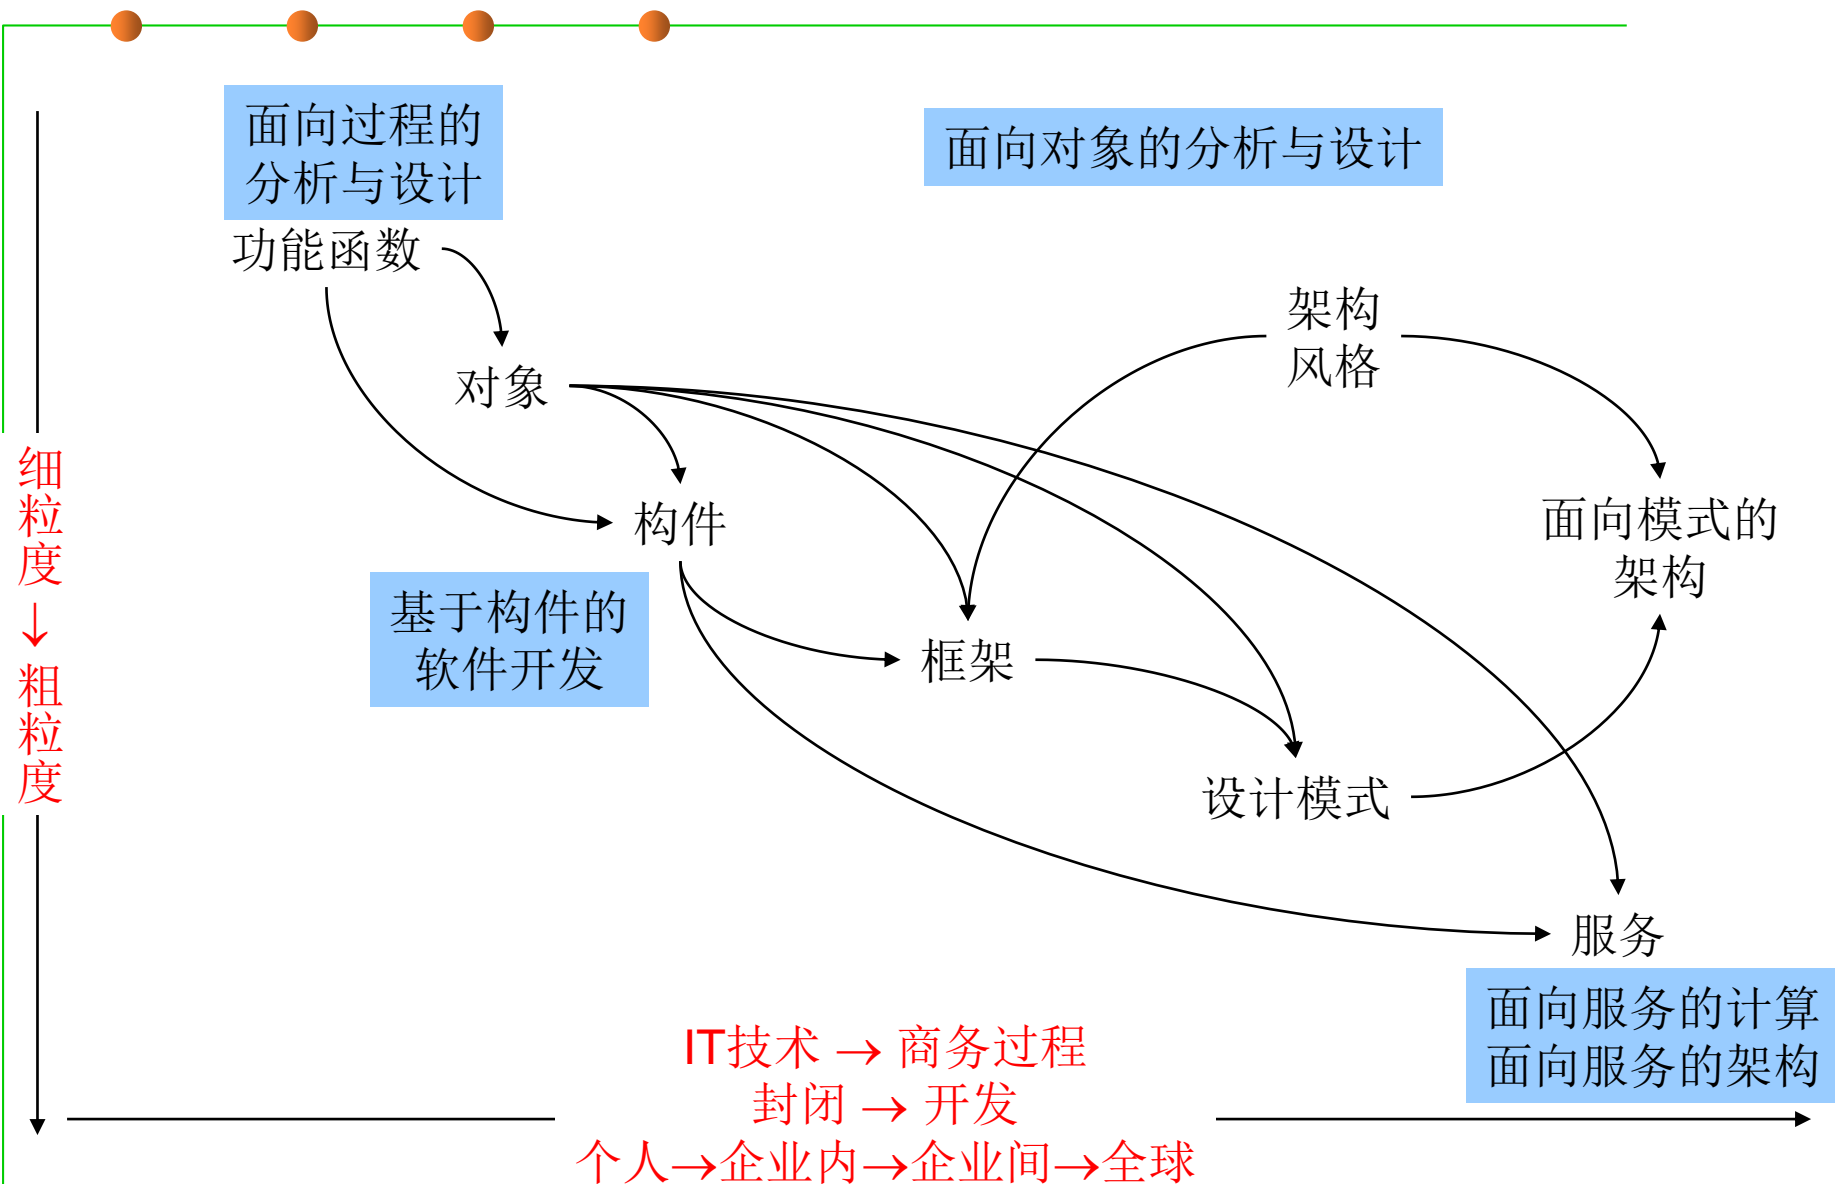 面向过程的
分析与设计
面向对象的分析与设计
功能函数
架构
风格
对象
细粒度→粗粒度
构件
面向模式的
架构
基于构件的
软件开发
框架
设计模式
服务
面向服务的计算
面向服务的架构
IT技术 → 商务过程
封闭 → 开发
个人→企业内→企业间→全球